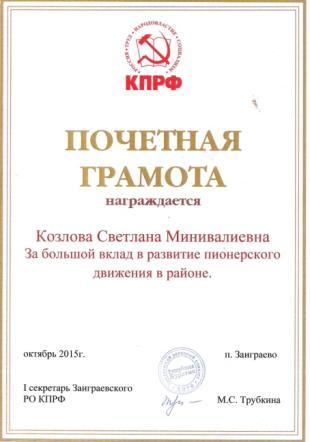 РОССИЯ • ТРУД • НАРОДОВЛАСТИЕ • СОЦИАЛИЗМ
КПРФ
ПОЧЕТНАЯ
ГРАМОТА
награждается
Козлова Светлана Минивалиевна
За большой вклад в развитие пионерского
движения в районе.
октябрь 2015г. п. Заиграево
I секретарь Заиграевского
РО КПРФ М.С. Трубкина